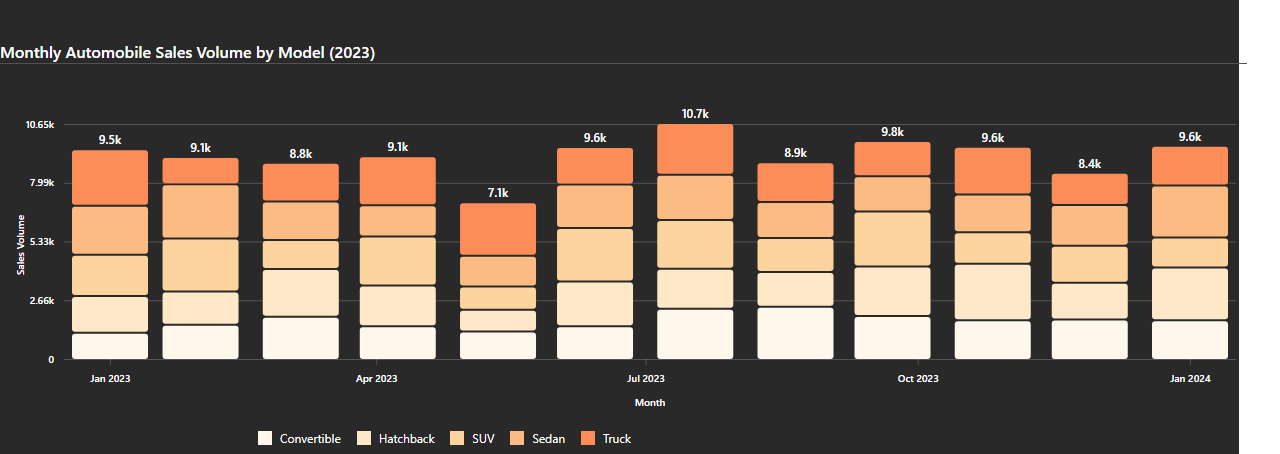 Monthly Automobile Sales Volume by Model (2023)
10.7k
10.65k
9.5k 9.1k 8.8k 9.1k 7.1k 9.6k 8.9k 9.8k 9.6k 8.4k 9.6k
7.99k
5.33k
Sales Volume
2.66k
0
Jan 2023 Apr 2023 Jul 2023 Oct 2023 Jan 2024
Month
Convertible Hatchback SUV Sedan Truck